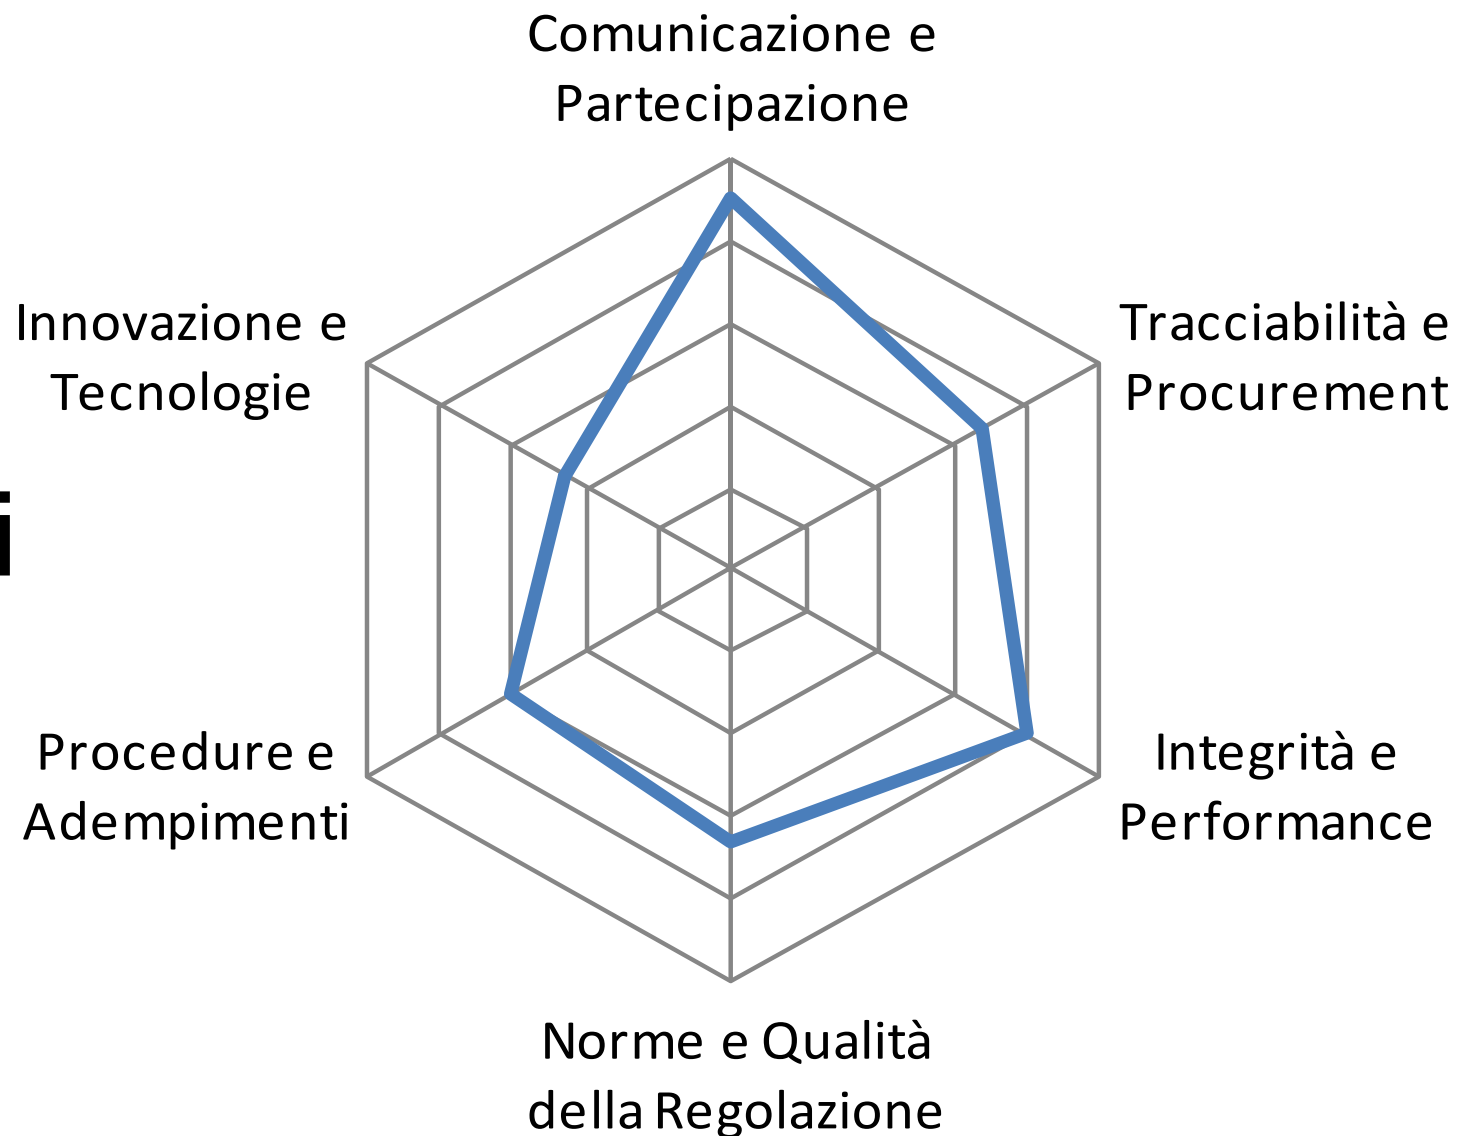 Comunicazione e
Partecipazione
Innovazione e
Tecnologie
Tracciabilità e
Procurement
i
Procedure e
Adempimenti
Integrità e
Performance
Norme e Qualità
della Regolazione